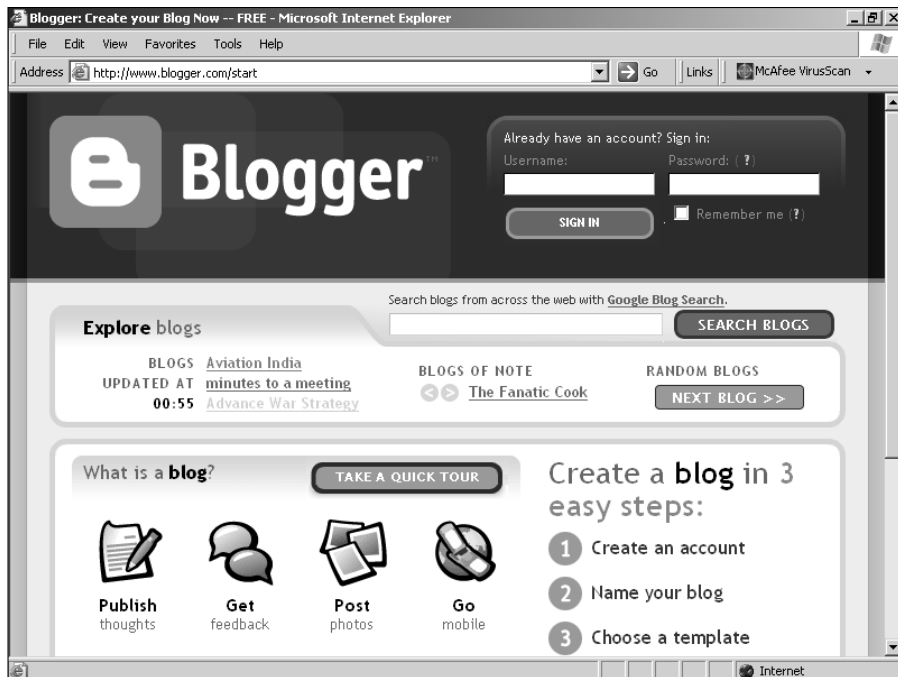 Blogger: Create your Blog Now -- FREE - Microsoft Internet Explorer
File Edit View Favorites Tools Help
Address http://www.blogger.com/start Go Links McAfee VirusScan
Blogger™
Already have an account? Sign in:
Username: Password: (?)
SIGN IN Remember me (?)
Search blogs from across the web with Google Blog Search.
Explore blogs
SEARCH BLOGS
BLOGS UPDATED AT 00:55
Aviation India
minutes to a meeting
Advance War Strategy
BLOGS OF NOTE
The Fanatic Cook
RANDOM BLOGS
NEXT BLOG >>
What is a blog?
TAKE A QUICK TOUR
Publish thoughts
Get feedback
Post photos
Go mobile
Create a blog in 3
easy steps:
1 Create an account
2 Name your blog
3 Choose a template
Internet